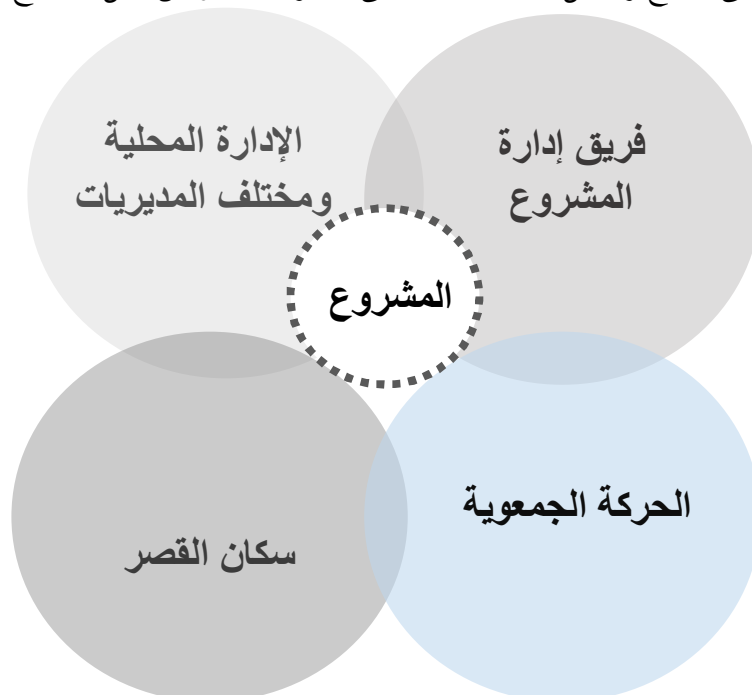 فريق إدارة
المشروع
الإدارة المحلية
ومختلف المديريات
المشروع
الحركة الجمعوية
سكان القصر